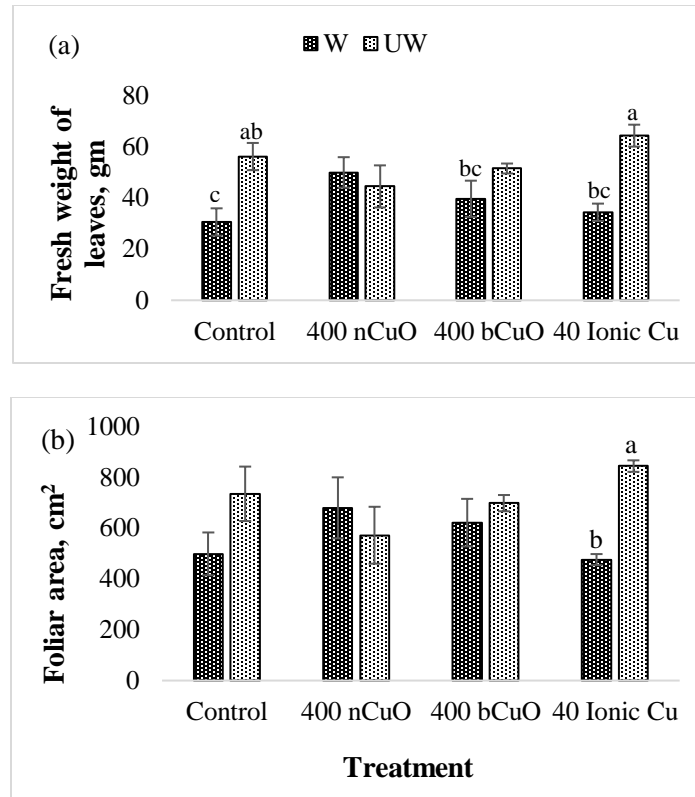 (a)
W UW
Fresh weight of
leaves, gm
80
60
40
20
0
c ab bc bc a
Control 400 nCuO 400 bCuO 40 Ionic Cu
(b)
Foliar area, cm²
1000
800
600
400
200
0
b a
Control 400 nCuO 400 bCuO 40 Ionic Cu
Treatment